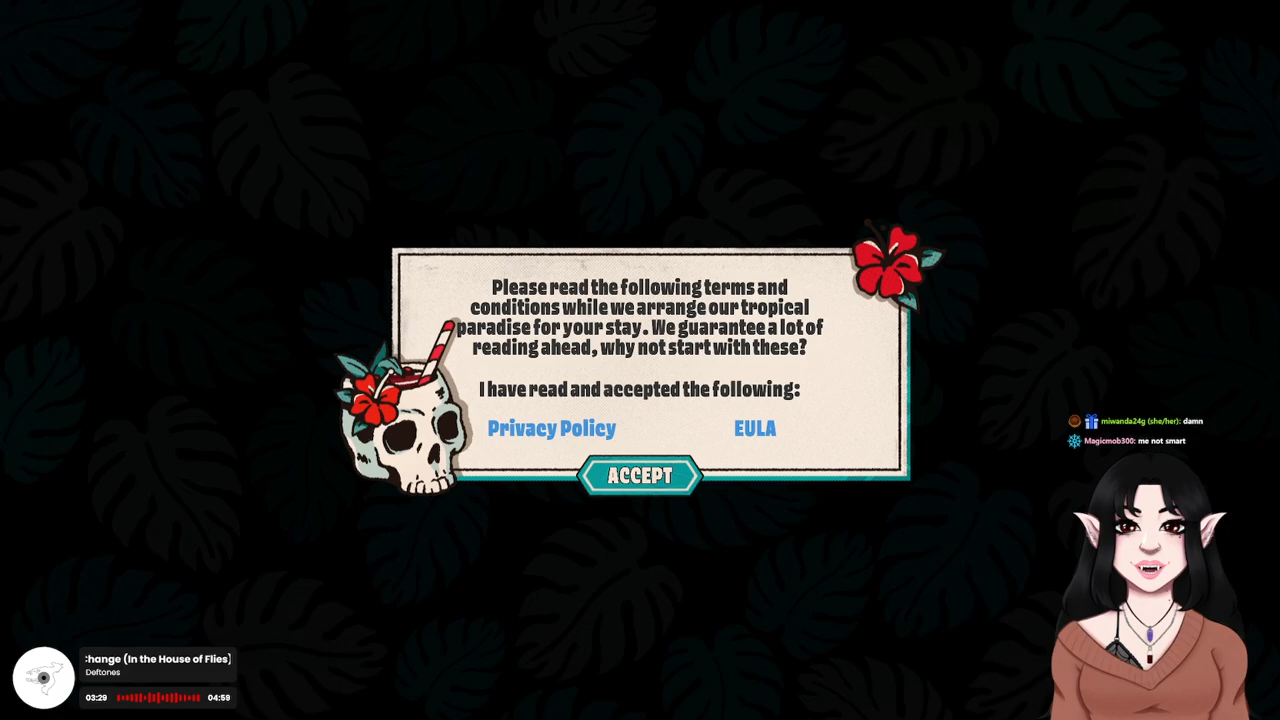 Please read the following terms and
conditions while we arrange our tropical
paradise for your stay. We guarantee a lot of
reading ahead, why not start with these?
I have read and accepted the following:
Privacy Policy
EULA
ACCEPT
miwanda24g (she/her): damn
Magicmob300: me not smart
hange (In the House of Flies)
Deftones
03:29
04:59